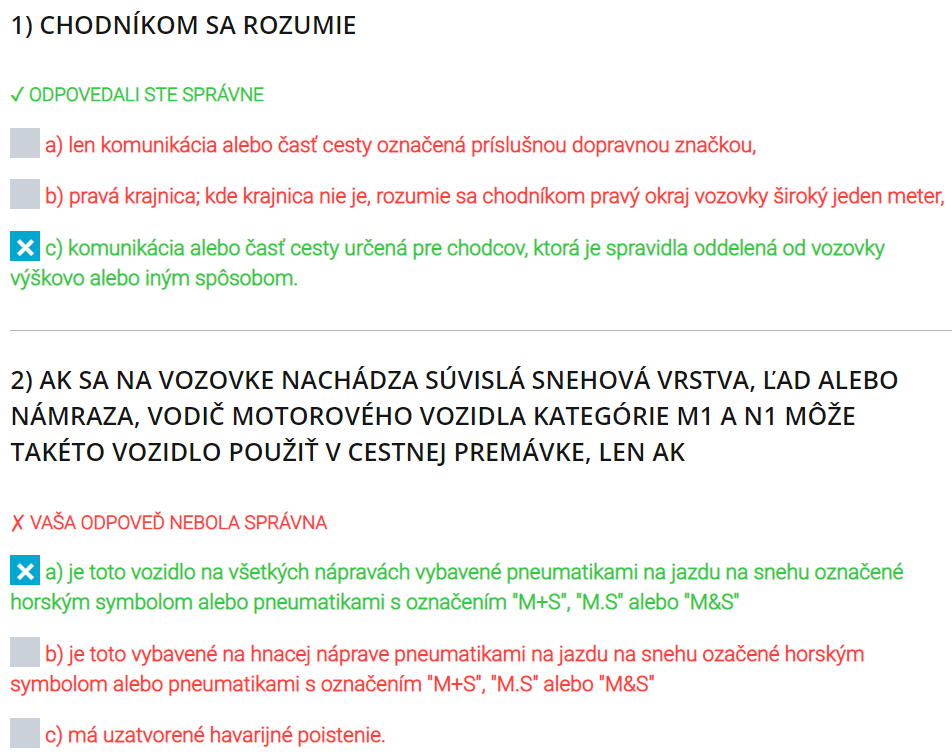 1) CHODNÍKOM SA ROZUMIE
✓ ODPOVEDALI STE SPRÁVNE
a) len komunikácia alebo časť cesty označená príslušnou dopravnou značkou,
b) pravá krajnica; kde krajnica nie je, rozumie sa chodníkom pravý okraj vozovky široký jeden meter,
c) komunikácia alebo časť cesty určená pre chodcov, ktorá je spravidla oddelená od vozovky
výškovo alebo iným spôsobom.
2) AK SA NA VOZOVKE NACHÁDZA SÚVISLÁ SNEHOVÁ VRSTVA, ĽAD ALEBO
NÁMRAZA, VODIČ MOTOROVÉHO VOZIDLA KATEGÓRIE M1 A N1 MÔŽE
TAKÉTO VOZIDLO POUŽIŤ V CESTNEJ PREMÁVKE, LEN AK
✗ VAŠA ODPOVEĎ NEBOLA SPRÁVNA
a) je toto vozidlo na všetkých nápravách vybavené pneumatikami na jazdu na snehu označené
horským symbolom alebo pneumatikami s označením "M+S", "M.S" alebo "M&S"
b) je toto vybavené na hnacej náprave pneumatikami na jazdu na snehu ozačené horským
symbolom alebo pneumatikami s označením "M+S", "M.S" alebo "M&S"
c) má uzatvorené havarijné poistenie.